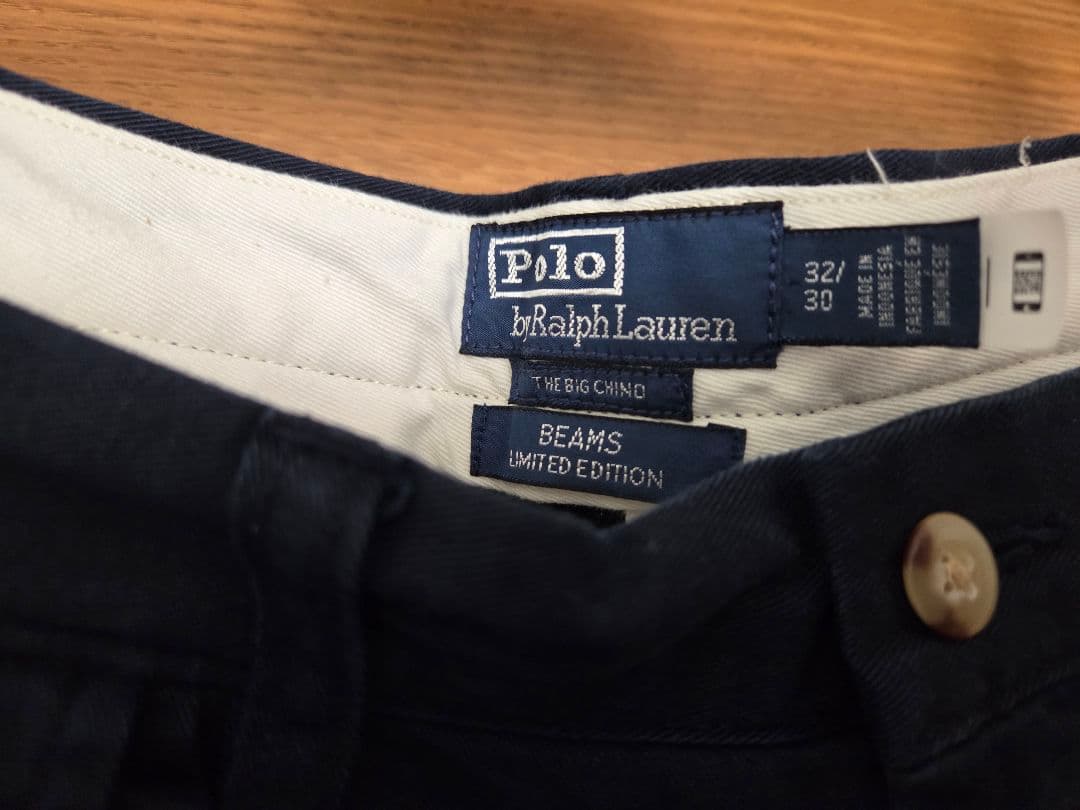 Polo
by Ralph Lauren
32/
30
MADE IN
INDONESIA
FABRIQUÉ EN
INDONÉSIE
THE BIG CHINO
BEAMS
LIMITED EDITION